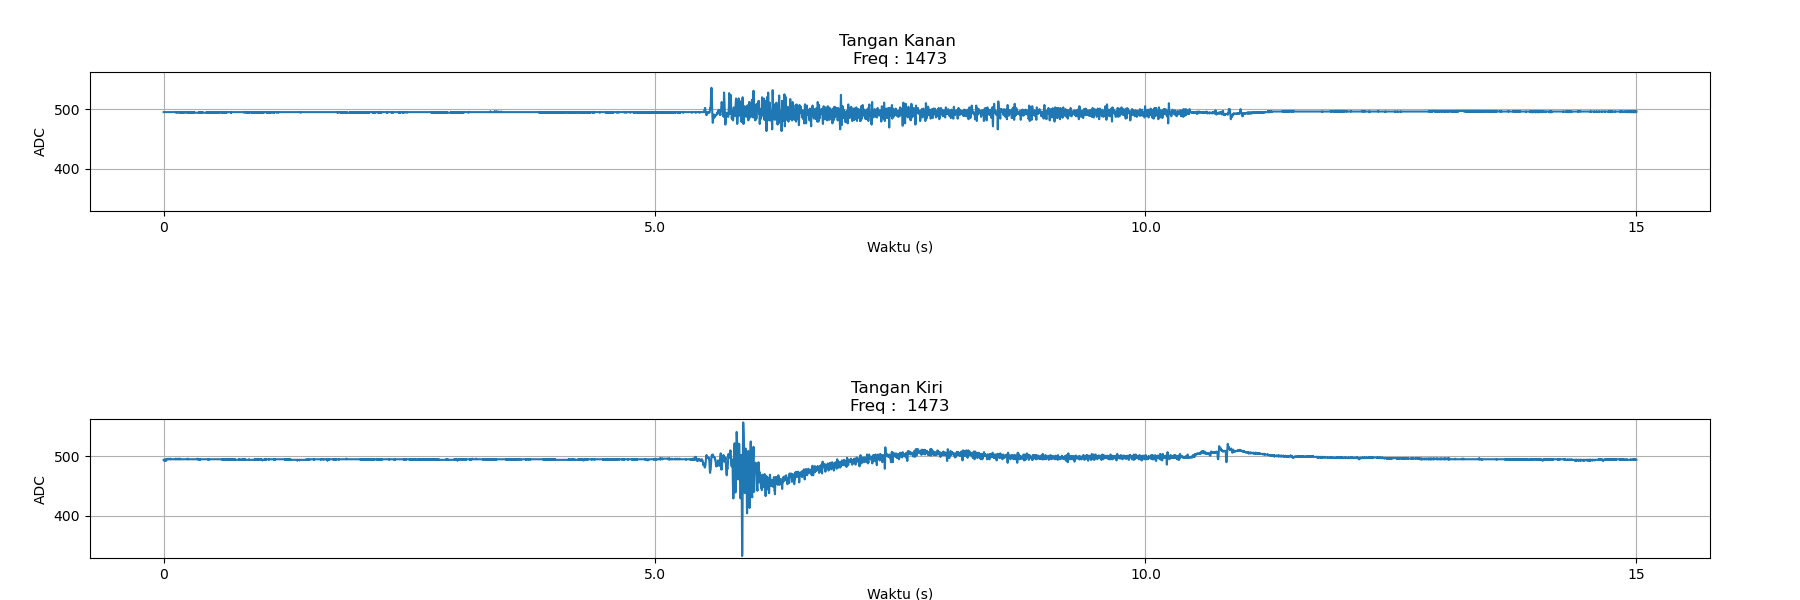 Tangan Kanan
Freq : 1473
500
400
ADC
0 5.0 10.0 15
Waktu (s)
Tangan Kiri
Freq :  1473
500
400
ADC
0 5.0 10.0 15
Waktu (s)